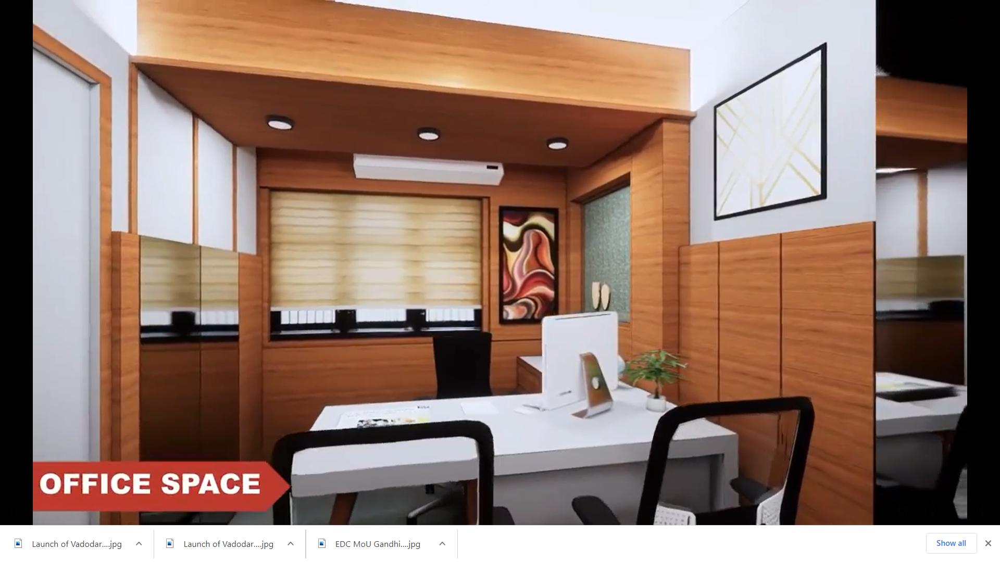 OFFICE SPACE
Launch of Vadodar....jpg
Launch of Vadodar....jpg
EDC MoU Gandhi....jpg
Show all